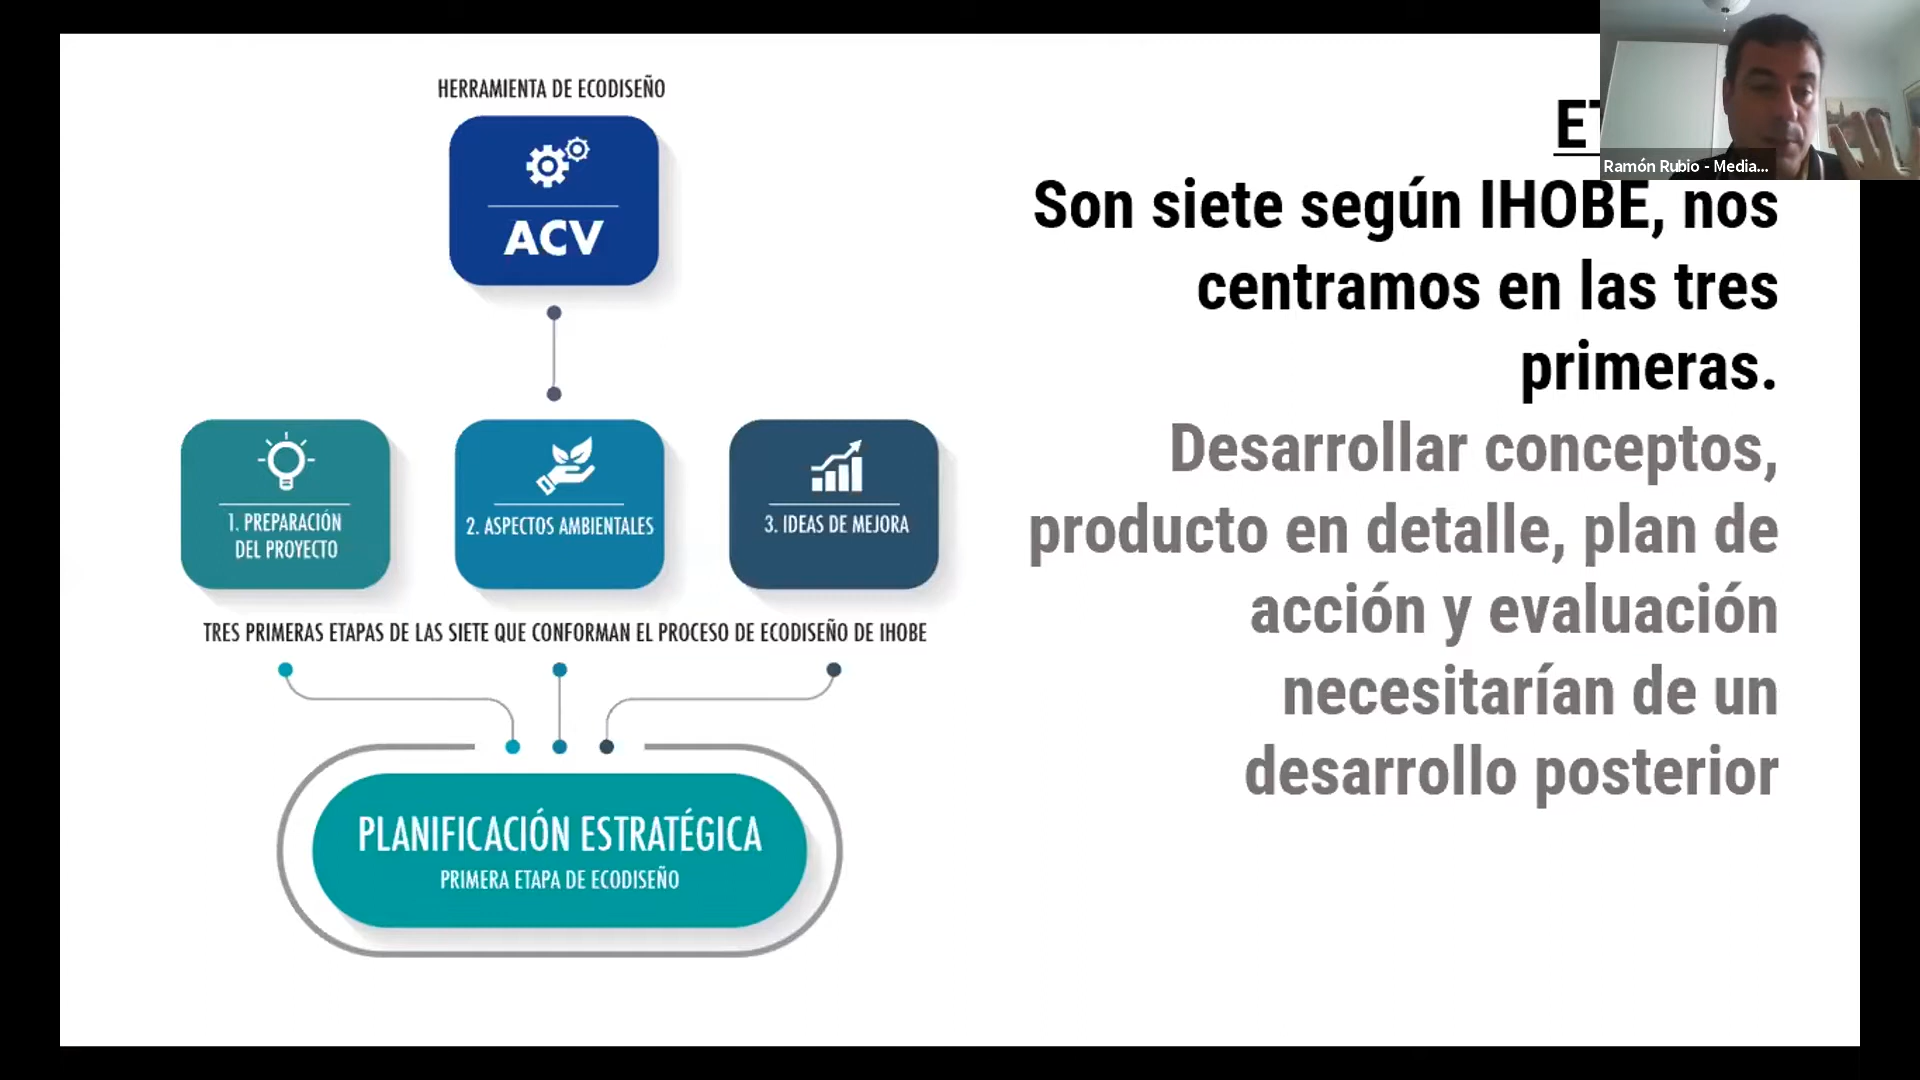 HERRAMIENTA DE ECODISEÑO
ACV
1. PREPARACIÓN
DEL PROYECTO
2. ASPECTOS AMBIENTALES
3. IDEAS DE MEJORA
TRES PRIMERAS ETAPAS DE LAS SIETE QUE CONFORMAN EL PROCESO DE ECODISEÑO DE IHOBE
PLANIFICACIÓN ESTRATÉGICA
PRIMERA ETAPA DE ECODISEÑO
Son siete según IHOBE, nos
centramos en las tres
primeras.
Desarrollar conceptos,
producto en detalle, plan de
acción y evaluación
necesitarían de un
desarrollo posterior
Ramón Rubio - Media...